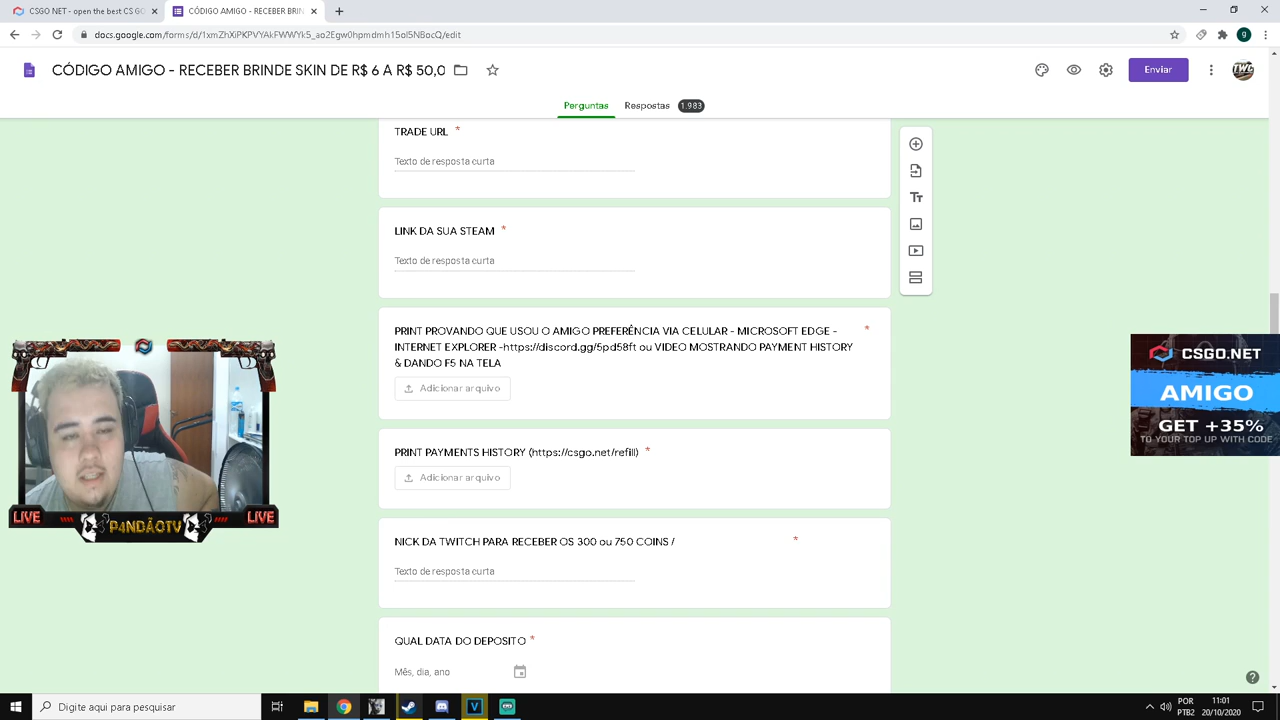 CSGO NET - open the best CS GO
CÓDIGO AMIGO - RECEBER BRINDE
docs.google.com/forms/d/1xmZhXiPKPVYAkFWWYk5_ao2Egw0hpmdmh15ol5NBocQ/edit
CÓDIGO AMIGO - RECEBER BRINDE SKIN DE R$ 6 A R$ 50,0
Enviar
TWC
Perguntas
Respostas 1.983
TRADE URL *
Texto de resposta curta
LINK DA SUA STEAM *
Texto de resposta curta
PRINT PROVANDO QUE USOU O AMIGO PREFERÊNCIA VIA CELULAR - MICROSOFT EDGE - *
INTERNET EXPLORER -https://discord.gg/5pd58ft ou VIDEO MOSTRANDO PAYMENT HISTORY
& DANDO F5 NA TELA
Adicionar arquivo
PRINT PAYMENTS HISTORY (https://csgo.net/refill) *
Adicionar arquivo
NICK DA TWITCH PARA RECEBER OS 300 ou 750 COINS / *
Texto de resposta curta
QUAL DATA DO DEPOSITO *
Mês, dia, ano
LIVE
P4NDÃOTV
LIVE
CSGO.NET
AMIGO
GET +35%
TO YOUR TOP UP WITH CODE
Digite aqui para pesquisar
POR
PTB2
11:01
20/10/2020